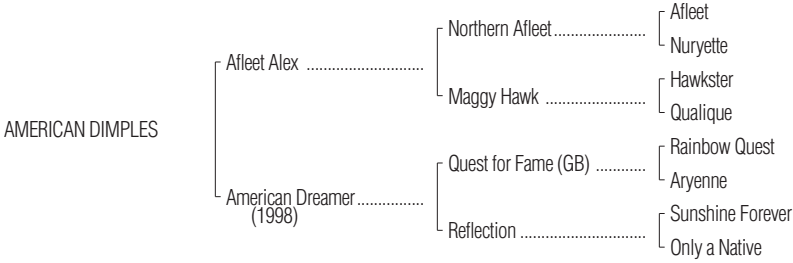 Afleet
Northern Afleet ......................
Nuryette
Afleet Alex ............................
Hawkster
Maggy Hawk ........................
Qualique
AMERICAN DIMPLES
Rainbow Quest
Quest for Fame (GB) ............
Aryenne
American Dreamer ................
(1998)
Sunshine Forever
Reflection ..............................
Only a Native